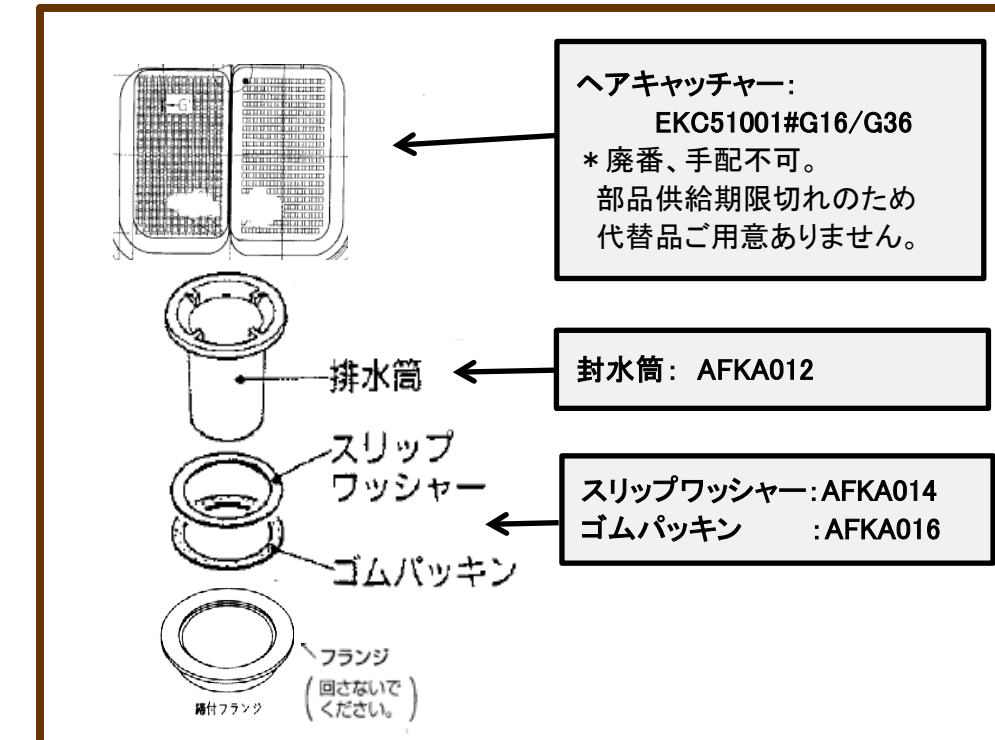 ヘアキャッチャー:
EKC51001#G16/G36
*廃番、手配不可。
部品供給期限切れのため
代替品ご用意ありません。
排水筒
封水筒: AFKA012
スリップ
ワッシャー
ゴムパッキン
スリップワッシャー:AFKA014
ゴムパッキン :AFKA016
フランジ
(回さないで
ください。)
締付フランジ